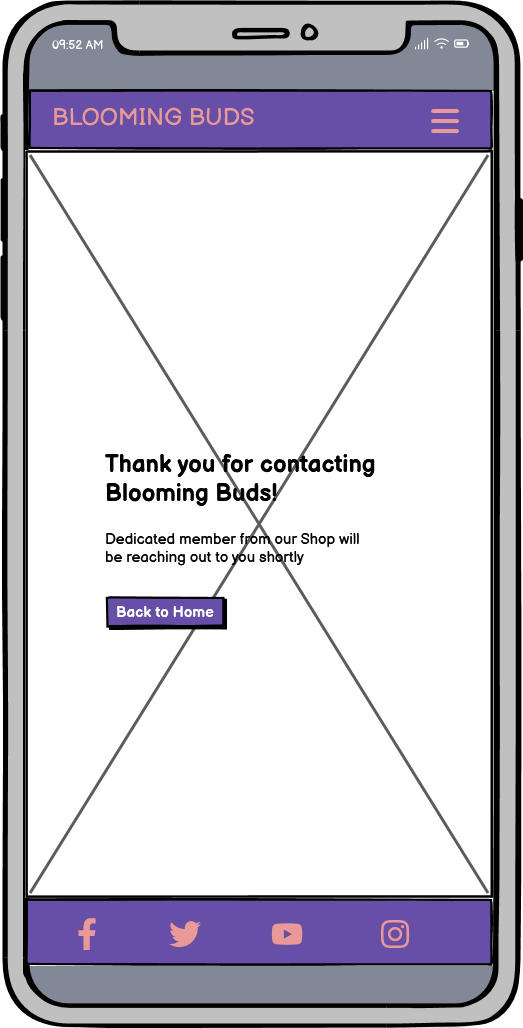 09:52 AM
BLOOMING BUDS
Thank you for contacting
Blooming Buds!
Dedicated member from our Shop will
be reaching out to you shortly
Back to Home